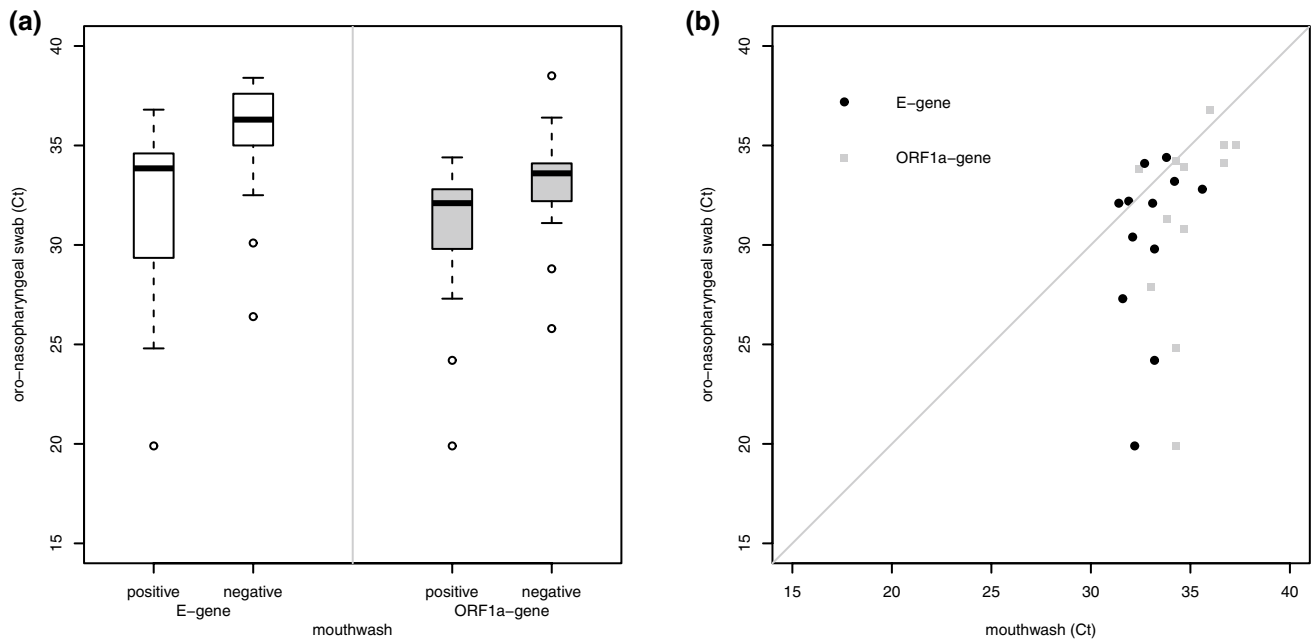 (a)
oro−nasopharyngeal swab (Ct)
40
35
30
25
20
15
positive
negative
positive
negative
E−gene
ORF1a−gene
mouthwash
(b)
oro−nasopharyngeal swab (Ct)
40
35
30
25
20
15
E−gene
ORF1a−gene
15
20
25
30
35
40
mouthwash (Ct)